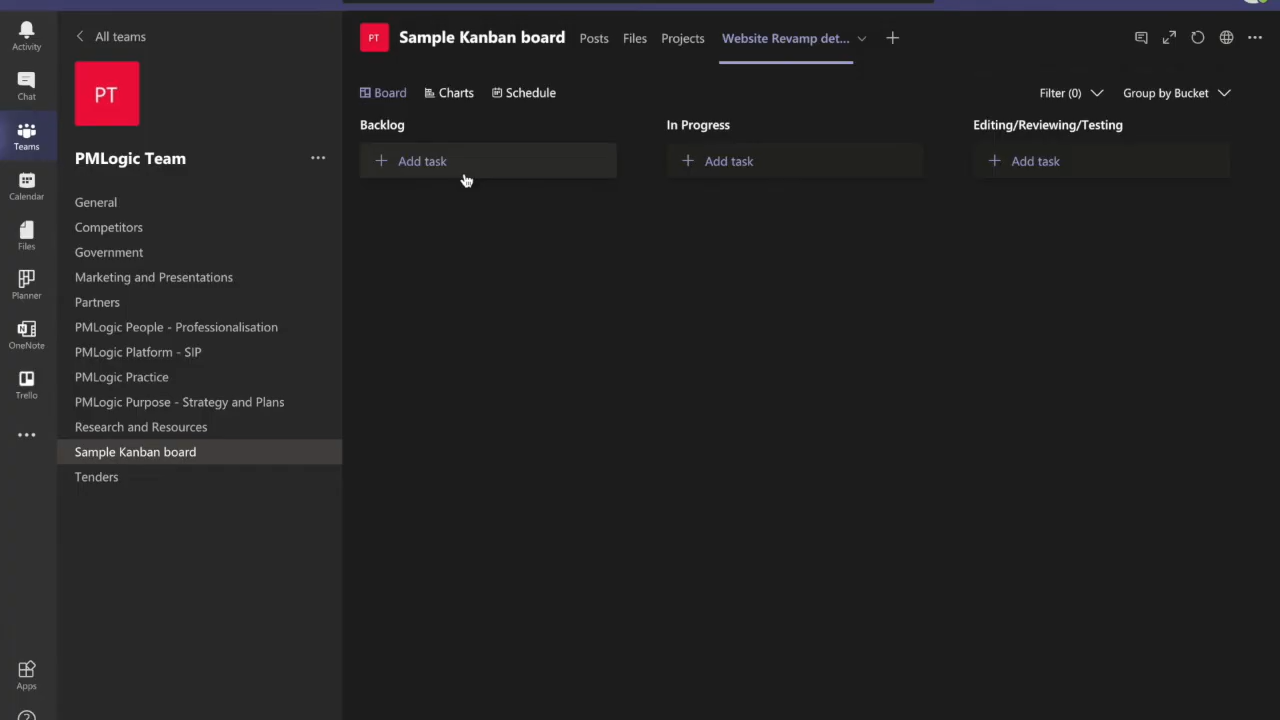 Activity
Chat
Teams
Calendar
Files
Planner
OneNote
Trello
Apps
All teams
PT
PMLogic Team
General
Competitors
Government
Marketing and Presentations
Partners
PMLogic People - Professionalisation
PMLogic Platform - SIP
PMLogic Practice
PMLogic Purpose - Strategy and Plans
Research and Resources
Sample Kanban board
Tenders
PT Sample Kanban board Posts Files Projects Website Revamp det...
Board Charts Schedule Filter (0) Group by Bucket
Backlog In Progress Editing/Reviewing/Testing
Add task Add task Add task